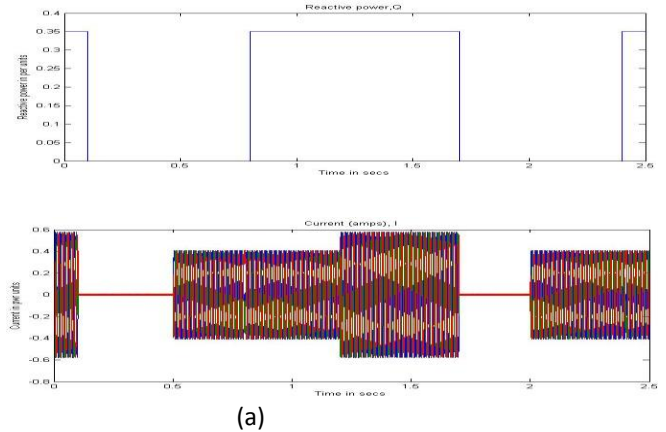 Reactive power,Q
Reactive power in per units
0.4
0.35
0.3
0.25
0.2
0.15
0.1
0.05
0
0 0.5 1 1.5 2 2.5
Time in secs
Current (amps), I
Current in per units
0.6
0.4
0.2
0
-0.2
-0.4
-0.6
-0.8
0 0.5 1 1.5 2 2.5
Time in secs
(a)